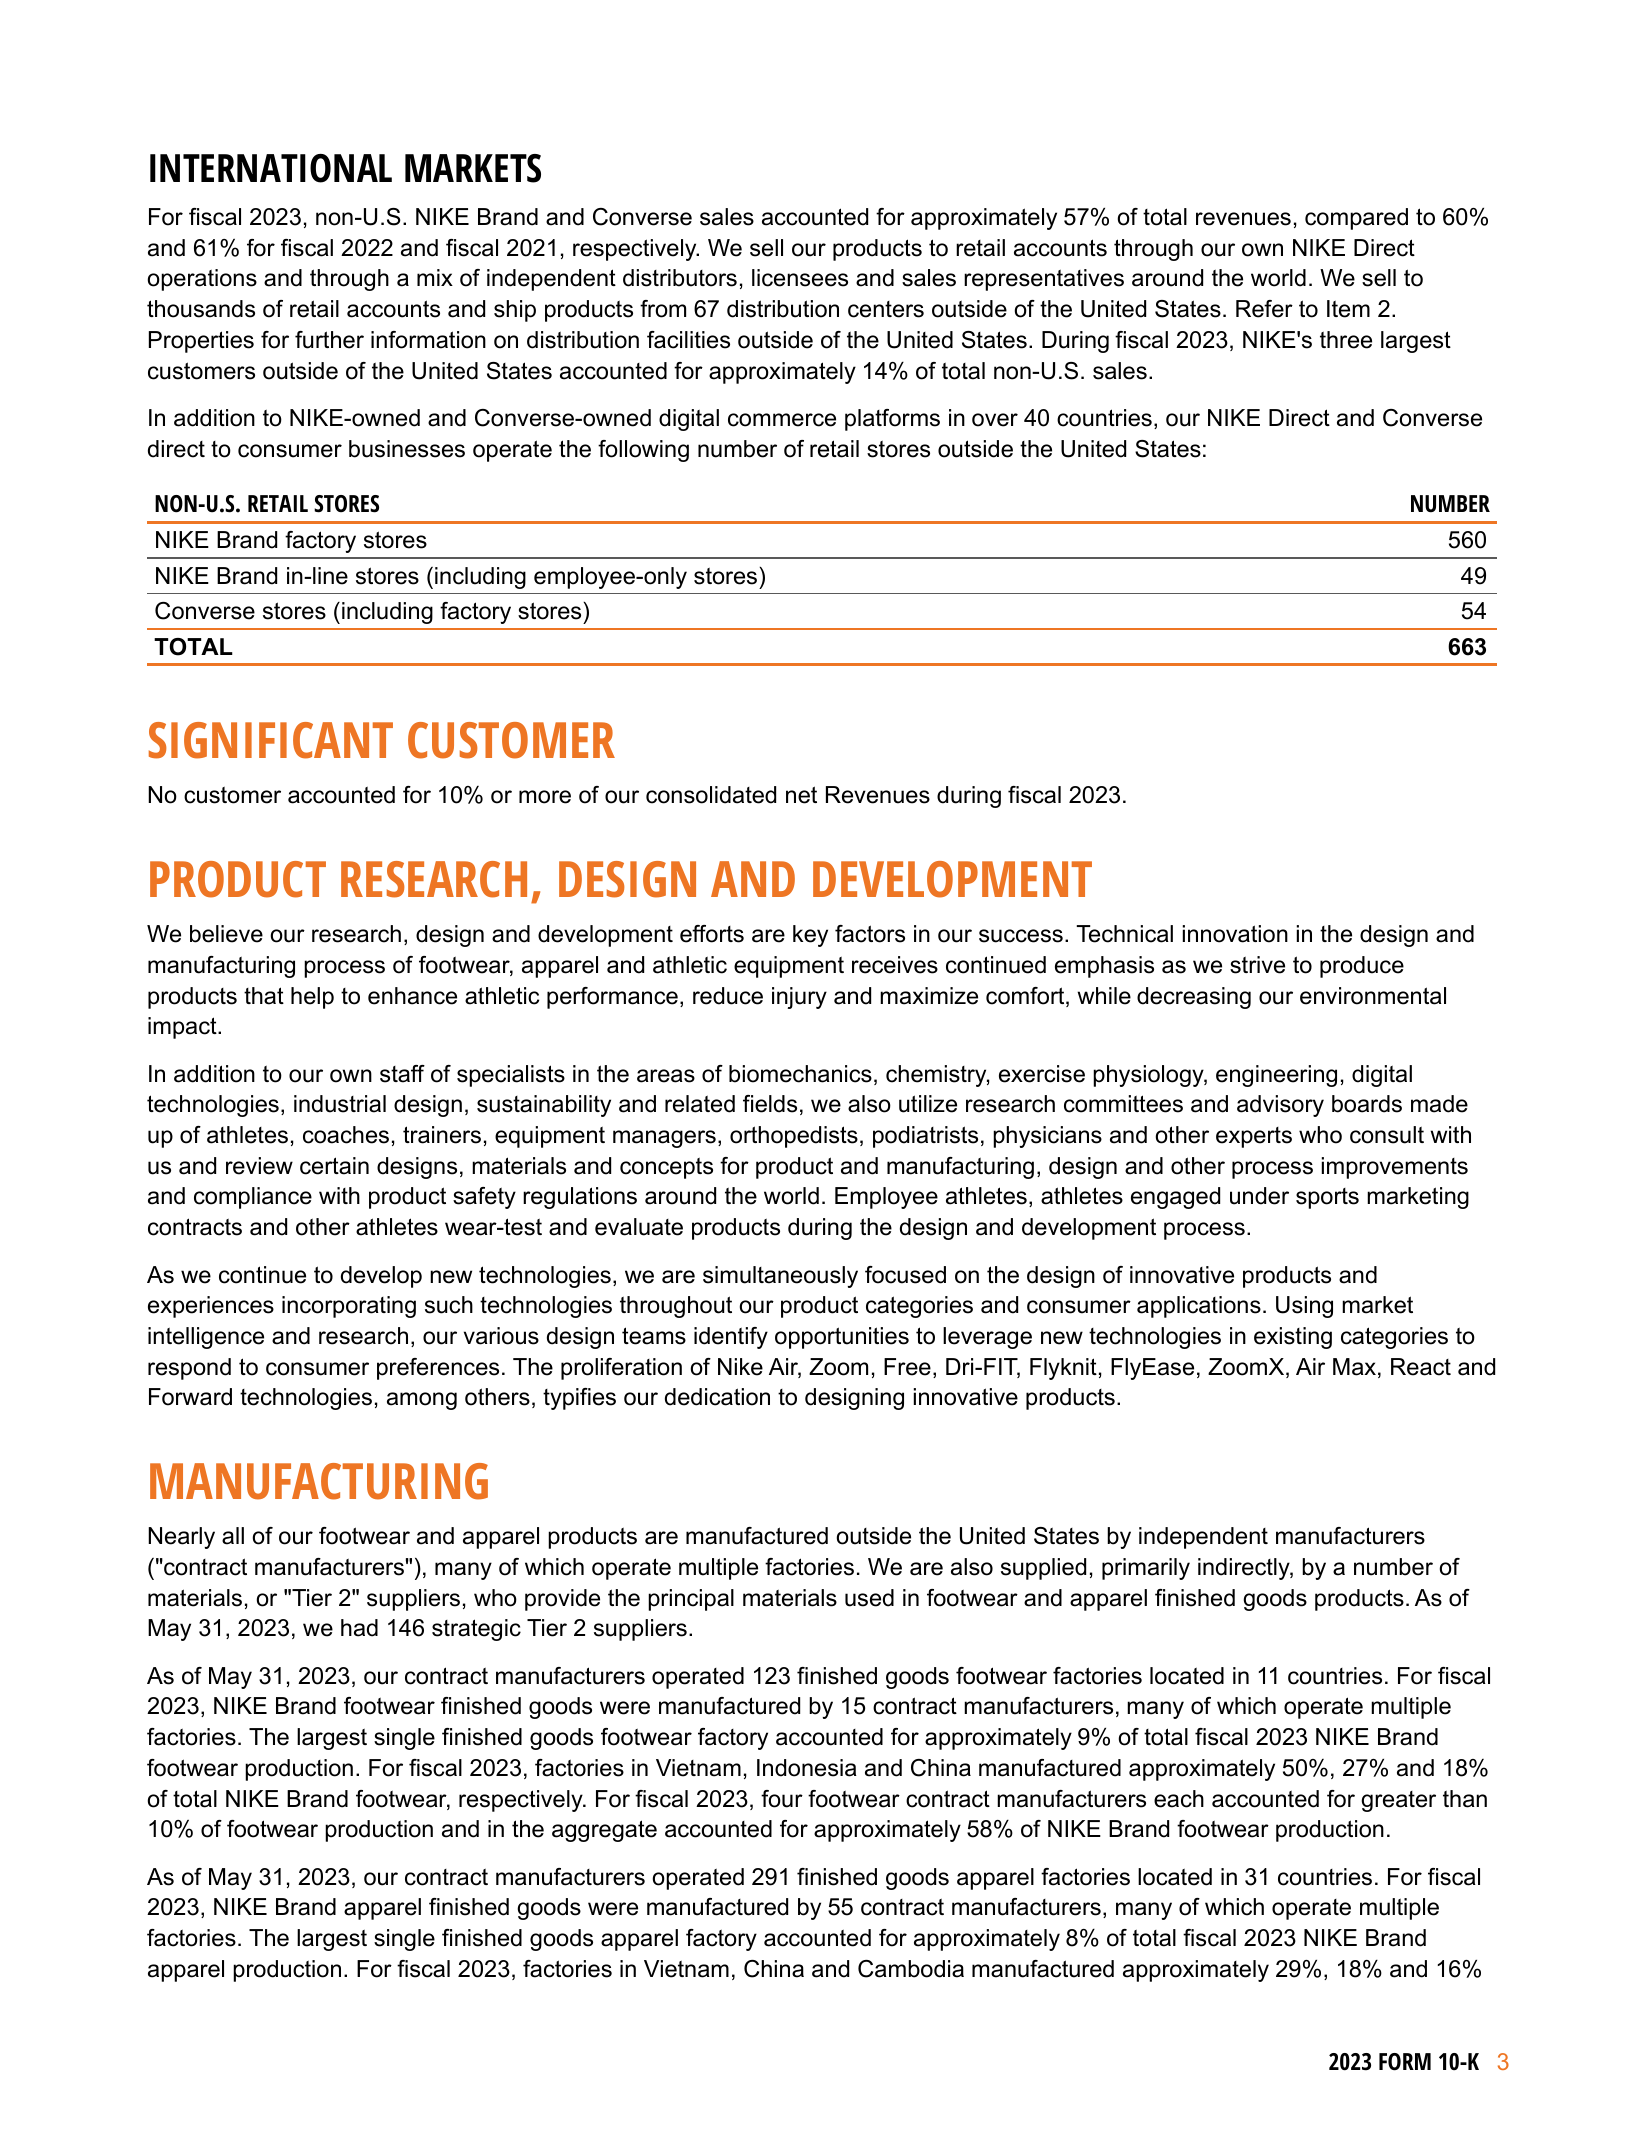 INTERNATIONAL MARKETS
For fiscal 2023, non-U.S. NIKE Brand and Converse sales accounted for approximately 57% of total revenues, compared to 60%
and 61% for fiscal 2022 and fiscal 2021, respectively. We sell our products to retail accounts through our own NIKE Direct
operations and through a mix of independent distributors, licensees and sales representatives around the world. We sell to
thousands of retail accounts and ship products from 67 distribution centers outside of the United States. Refer to Item 2.
Properties for further information on distribution facilities outside of the United States. During fiscal 2023, NIKE's three largest
customers outside of the United States accounted for approximately 14% of total non-U.S. sales.
In addition to NIKE-owned and Converse-owned digital commerce platforms in over 40 countries, our NIKE Direct and Converse
direct to consumer businesses operate the following number of retail stores outside the United States:
NON-U.S. RETAIL STORES NUMBER
NIKE Brand factory stores 560
NIKE Brand in-line stores (including employee-only stores) 49
Converse stores (including factory stores) 54
TOTAL 663
SIGNIFICANT CUSTOMER
No customer accounted for 10% or more of our consolidated net Revenues during fiscal 2023.
PRODUCT RESEARCH, DESIGN AND DEVELOPMENT
We believe our research, design and development efforts are key factors in our success. Technical innovation in the design and
manufacturing process of footwear, apparel and athletic equipment receives continued emphasis as we strive to produce
products that help to enhance athletic performance, reduce injury and maximize comfort, while decreasing our environmental
impact.
In addition to our own staff of specialists in the areas of biomechanics, chemistry, exercise physiology, engineering, digital
technologies, industrial design, sustainability and related fields, we also utilize research committees and advisory boards made
up of athletes, coaches, trainers, equipment managers, orthopedists, podiatrists, physicians and other experts who consult with
us and review certain designs, materials and concepts for product and manufacturing, design and other process improvements
and compliance with product safety regulations around the world. Employee athletes, athletes engaged under sports marketing
contracts and other athletes wear-test and evaluate products during the design and development process.
As we continue to develop new technologies, we are simultaneously focused on the design of innovative products and
experiences incorporating such technologies throughout our product categories and consumer applications. Using market
intelligence and research, our various design teams identify opportunities to leverage new technologies in existing categories to
respond to consumer preferences. The proliferation of Nike Air, Zoom, Free, Dri-FIT, Flyknit, FlyEase, ZoomX, Air Max, React and
Forward technologies, among others, typifies our dedication to designing innovative products.
MANUFACTURING
Nearly all of our footwear and apparel products are manufactured outside the United States by independent manufacturers
("contract manufacturers"), many of which operate multiple factories. We are also supplied, primarily indirectly, by a number of
materials, or "Tier 2" suppliers, who provide the principal materials used in footwear and apparel finished goods products. As of
May 31, 2023, we had 146 strategic Tier 2 suppliers.
As of May 31, 2023, our contract manufacturers operated 123 finished goods footwear factories located in 11 countries. For fiscal
2023, NIKE Brand footwear finished goods were manufactured by 15 contract manufacturers, many of which operate multiple
factories. The largest single finished goods footwear factory accounted for approximately 9% of total fiscal 2023 NIKE Brand
footwear production. For fiscal 2023, factories in Vietnam, Indonesia and China manufactured approximately 50%, 27% and 18%
of total NIKE Brand footwear, respectively. For fiscal 2023, four footwear contract manufacturers each accounted for greater than
10% of footwear production and in the aggregate accounted for approximately 58% of NIKE Brand footwear production.
As of May 31, 2023, our contract manufacturers operated 291 finished goods apparel factories located in 31 countries. For fiscal
2023, NIKE Brand apparel finished goods were manufactured by 55 contract manufacturers, many of which operate multiple
factories. The largest single finished goods apparel factory accounted for approximately 8% of total fiscal 2023 NIKE Brand
apparel production. For fiscal 2023, factories in Vietnam, China and Cambodia manufactured approximately 29%, 18% and 16%
2023 FORM 10-K 3